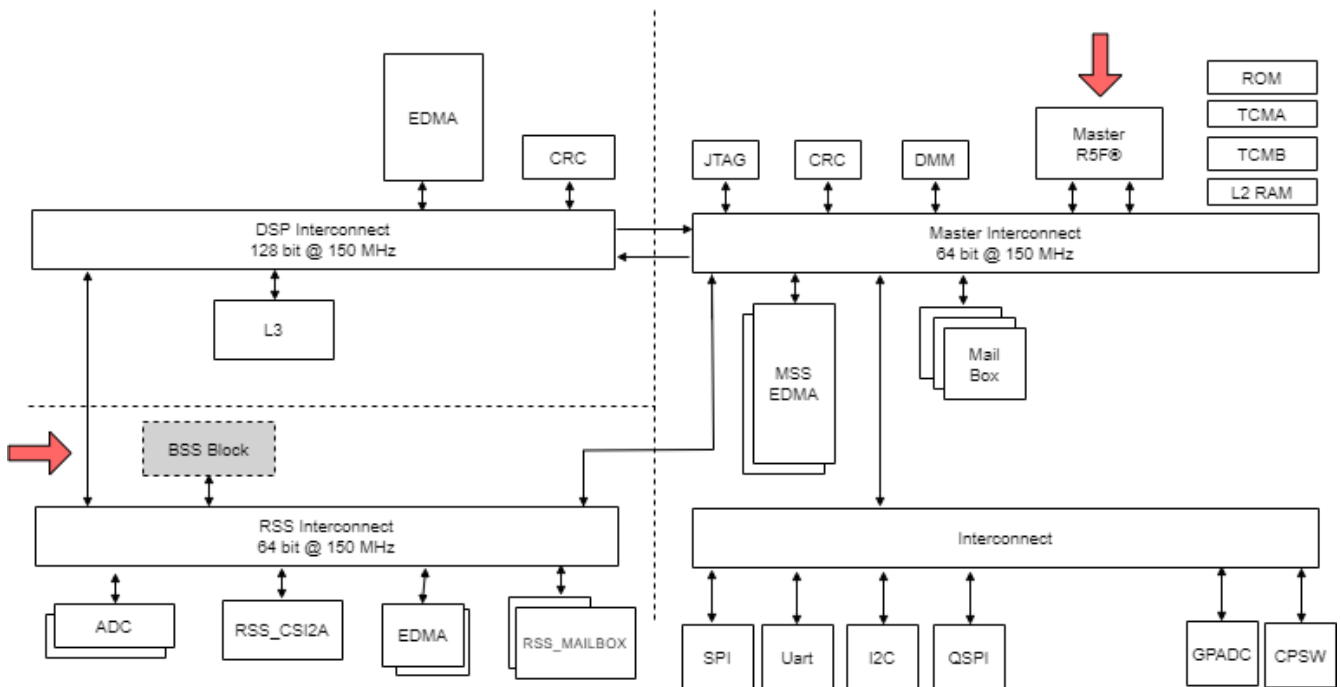 EDMA
CRC
DSP Interconnect
128 bit @ 150 MHz
L3
JTAG
CRC
DMM
Master
R5F®
ROM
TCMA
TCMB
L2 RAM
Master Interconnect
64 bit @ 150 MHz
MSS
EDMA
Mail
Box
BSS Block
RSS Interconnect
64 bit @ 150 MHz
ADC
RSS_CSI2A
EDMA
RSS_MAILBOX
Interconnect
SPI
Uart
I2C
QSPI
GPADC
CPSW